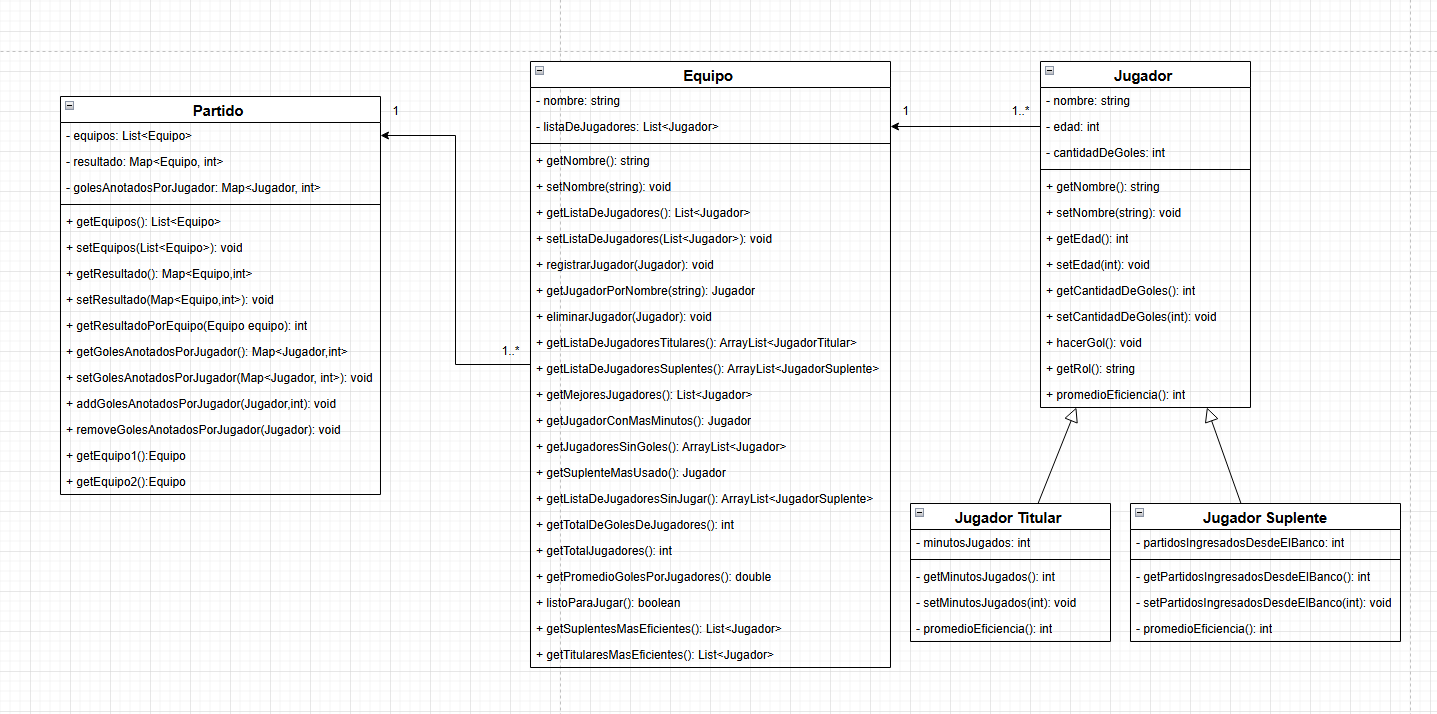 Partido
- equipos: List<Equipo>
- resultado: Map<Equipo, int>
- golesAnotadosPorJugador: Map<Jugador, int>
+ getEquipos(): List<Equipo>
+ setEquipos(List<Equipo>): void
+ getResultado(): Map<Equipo,int>
+ setResultado(Map<Equipo,int>): void
+ getResultadoPorEquipo(Equipo equipo): int
+ getGolesAnotadosPorJugador(): Map<Jugador,int>
+ setGolesAnotadosPorJugador(Map<Jugador, int>): void
+ addGolesAnotadosPorJugador(Jugador,int): void
+ removeGolesAnotadosPorJugador(Jugador): void
+ getEquipo1():Equipo
+ getEquipo2():Equipo
1
1..*
Equipo
- nombre: string
- listaDeJugadores: List<Jugador>
+ getNombre(): string
+ setNombre(string): void
+ getListaDeJugadores(): List<Jugador>
+ setListaDeJugadores(List<Jugador>): void
+ registrarJugador(Jugador): void
+ getJugadorPorNombre(string): Jugador
+ eliminarJugador(Jugador): void
+ getListaDeJugadoresTitulares(): ArrayList<JugadorTitular>
+ getListaDeJugadoresSuplentes(): ArrayList<JugadorSuplente>
+ getMejoresJugadores(): List<Jugador>
+ getJugadorConMasMinutos(): Jugador
+ getJugadoresSinGoles(): ArrayList<Jugador>
+ getSuplenteMasUsado(): Jugador
+ getListaDeJugadoresSinJugar(): ArrayList<JugadorSuplente>
+ getTotalDeGolesDeJugadores(): int
+ getTotalJugadores(): int
+ getPromedioGolesPorJugadores(): double
+ listoParaJugar(): boolean
+ getSuplentesMasEficientes(): List<Jugador>
+ getTitularesMasEficientes(): List<Jugador>
1
1..*
Jugador
- nombre: string
- edad: int
- cantidadDeGoles: int
+ getNombre(): string
+ setNombre(string): void
+ getEdad(): int
+ setEdad(int): void
+ getCantidadDeGoles(): int
+ setCantidadDeGoles(int): void
+ hacerGol(): void
+ getRol(): string
+ promedioEficiencia(): int
Jugador Titular
- minutosJugados: int
- getMinutosJugados(): int
- setMinutosJugados(int): void
- promedioEficiencia(): int
Jugador Suplente
- partidosIngresadosDesdeElBanco: int
- getPartidosIngresadosDesdeElBanco(): int
- setPartidosIngresadosDesdeElBanco(int): void
- promedioEficiencia(): int